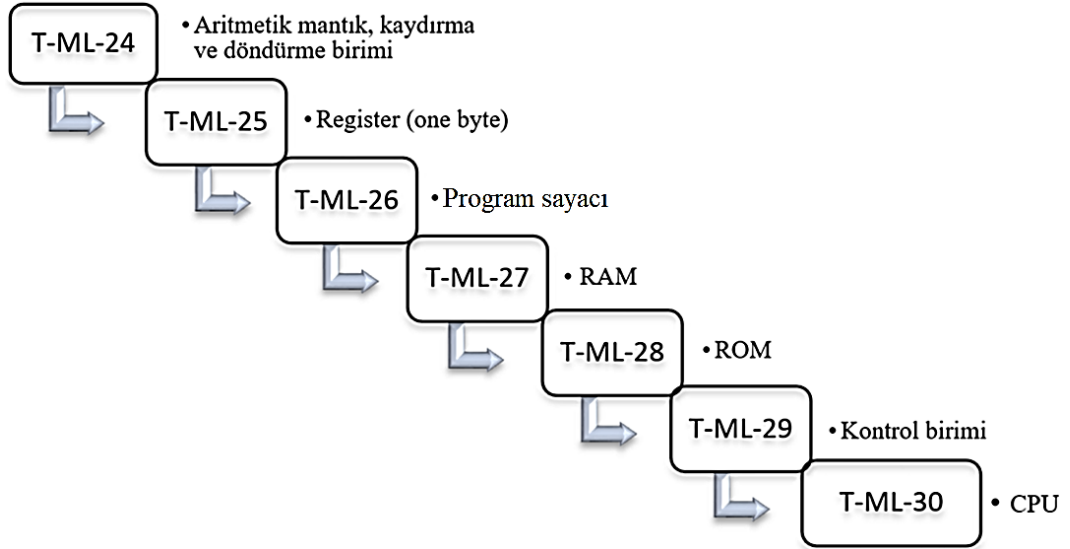 T-ML-24
•Aritmetik mantık, kaydırma
ve döndürme birimi
T-ML-25
•Register (one byte)
T-ML-26
•Program sayacı
T-ML-27
• RAM
T-ML-28
•ROM
T-ML-29
•Kontrol birimi
T-ML-30
• CPU